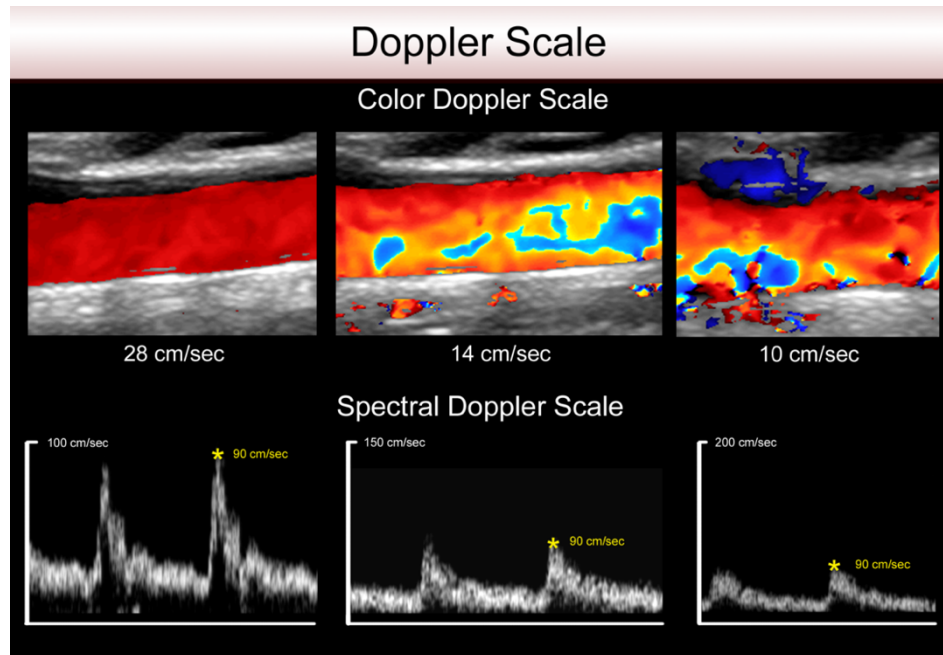 Doppler Scale
Color Doppler Scale
28 cm/sec
14 cm/sec
10 cm/sec
Spectral Doppler Scale
100 cm/sec
* 90 cm/sec
150 cm/sec
* 90 cm/sec
200 cm/sec
* 90 cm/sec